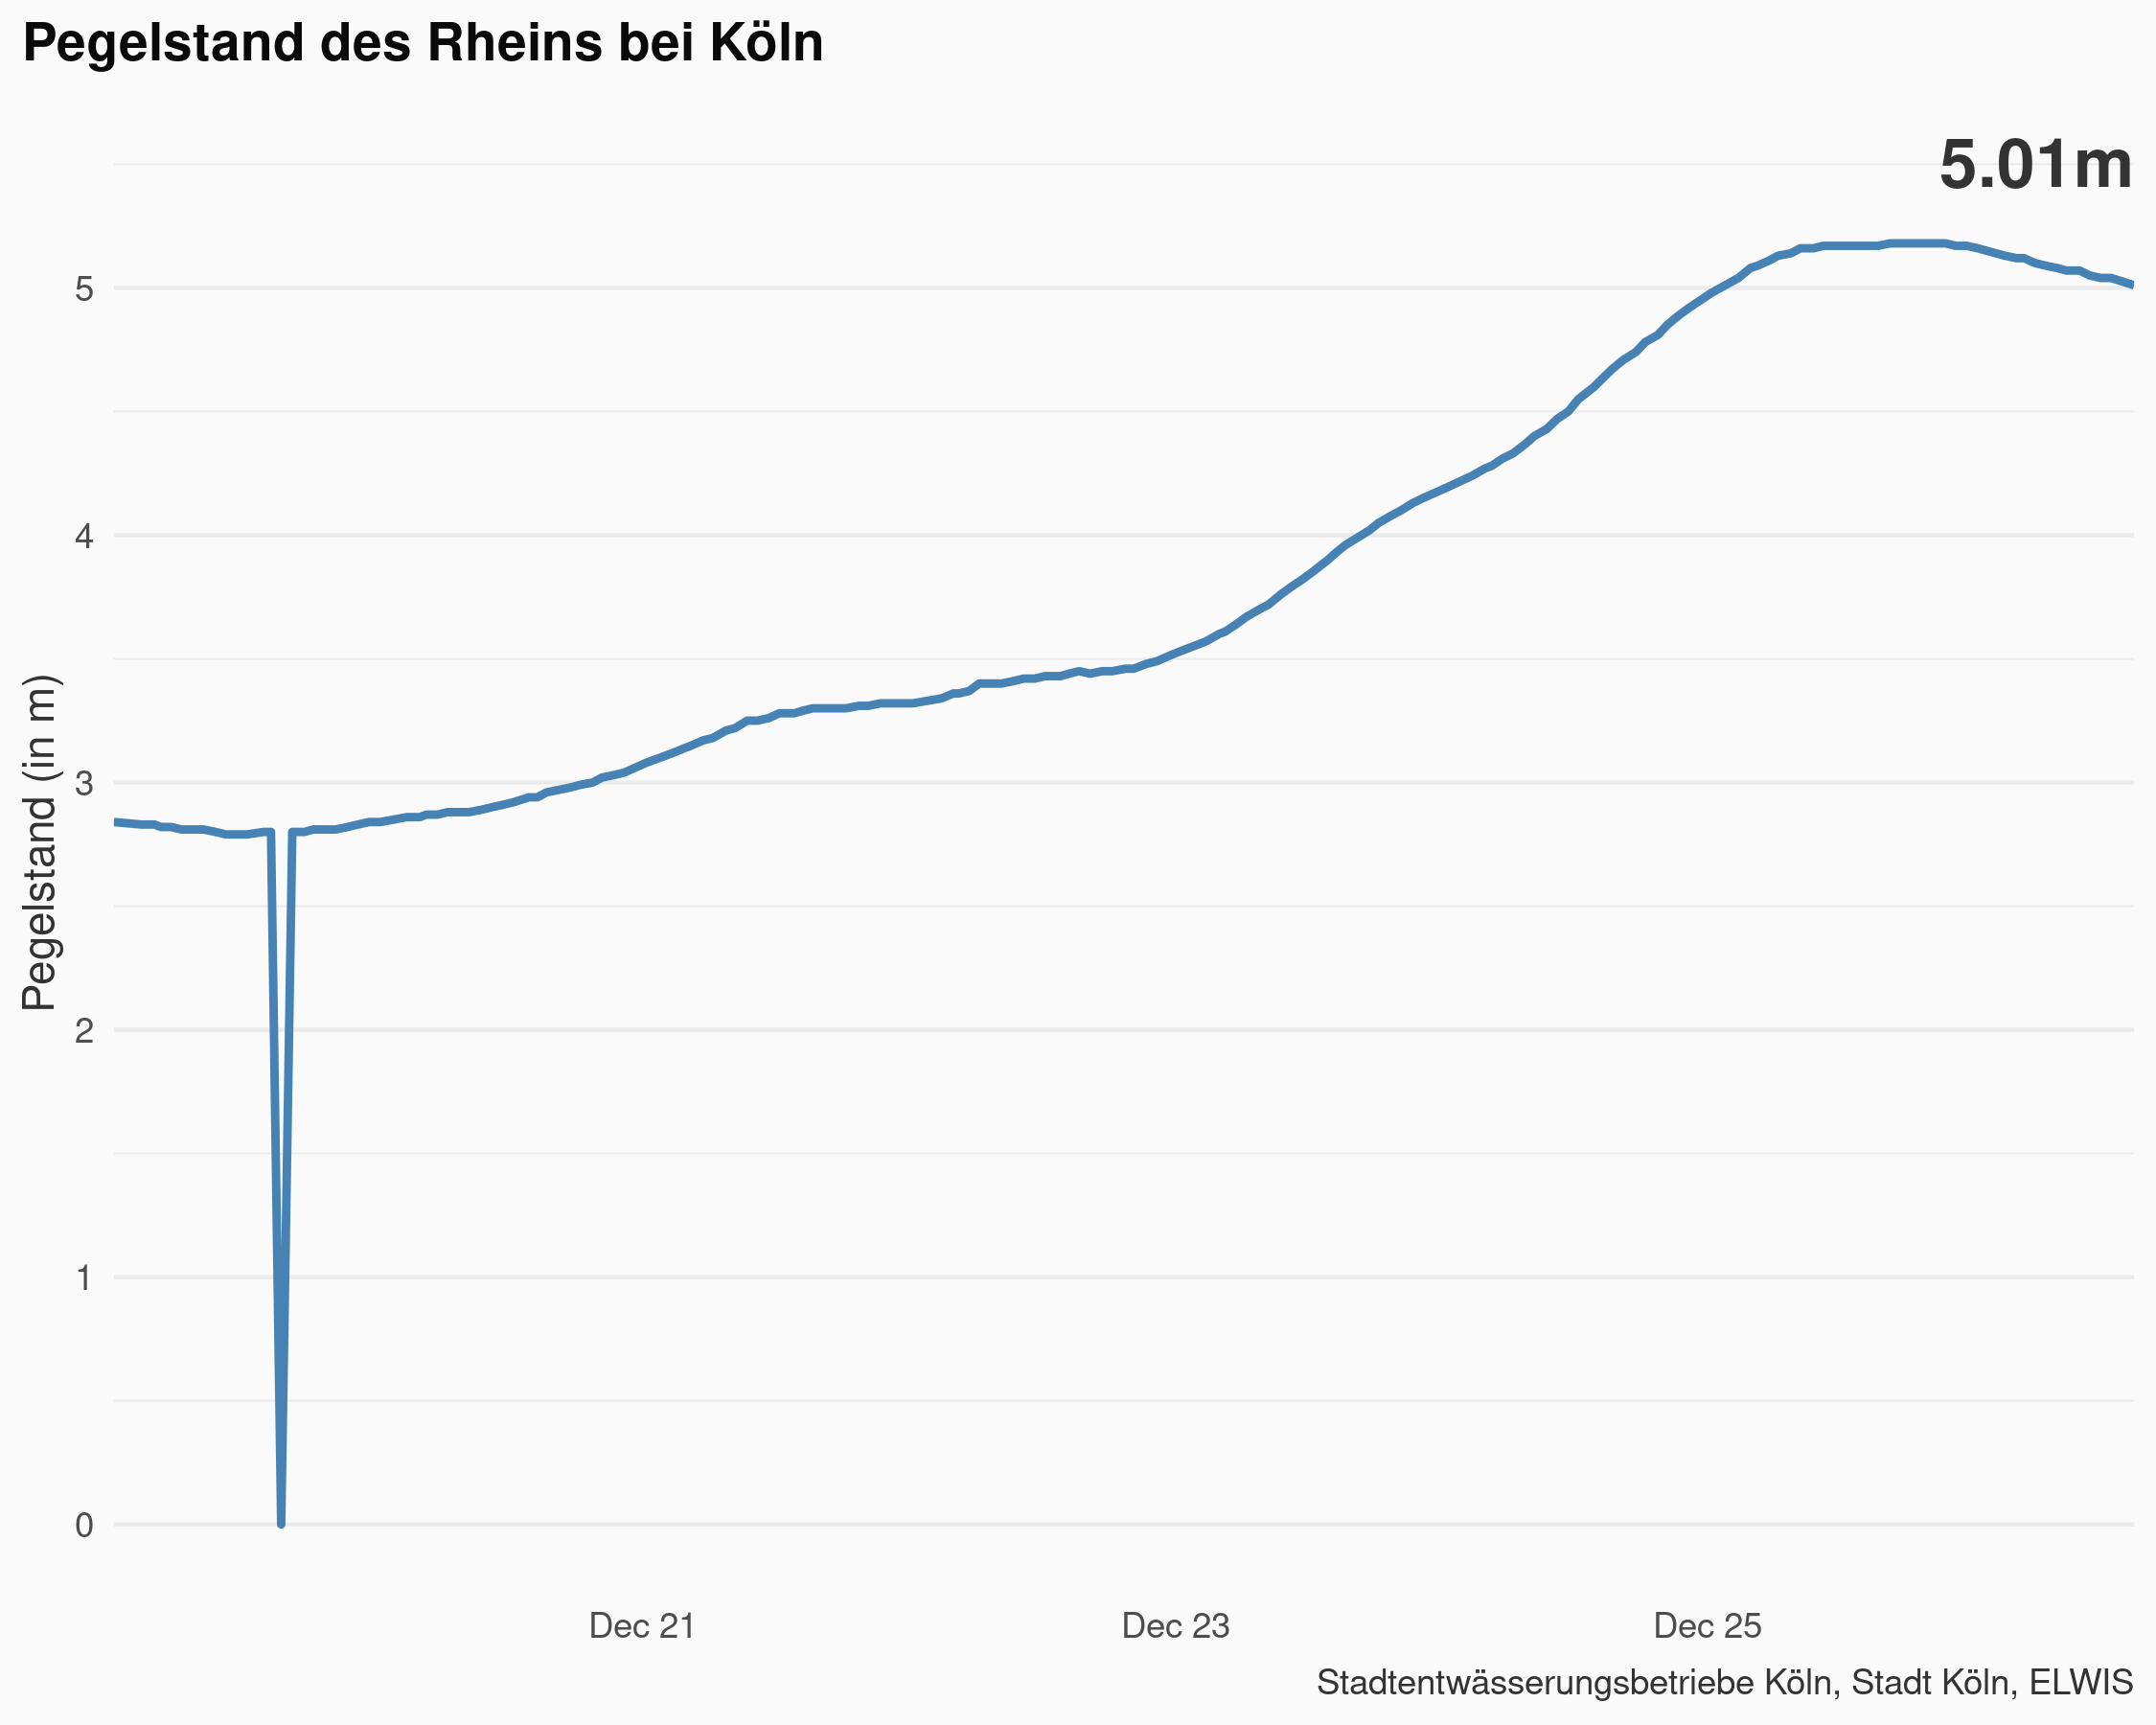 Pegelstand des Rheins bei Köln
5.01m
Pegelstand (in m)
5
4
3
2
1
0
Dec 21
Dec 23
Dec 25
Stadtentwässerungsbetriebe Köln, Stadt Köln, ELWIS